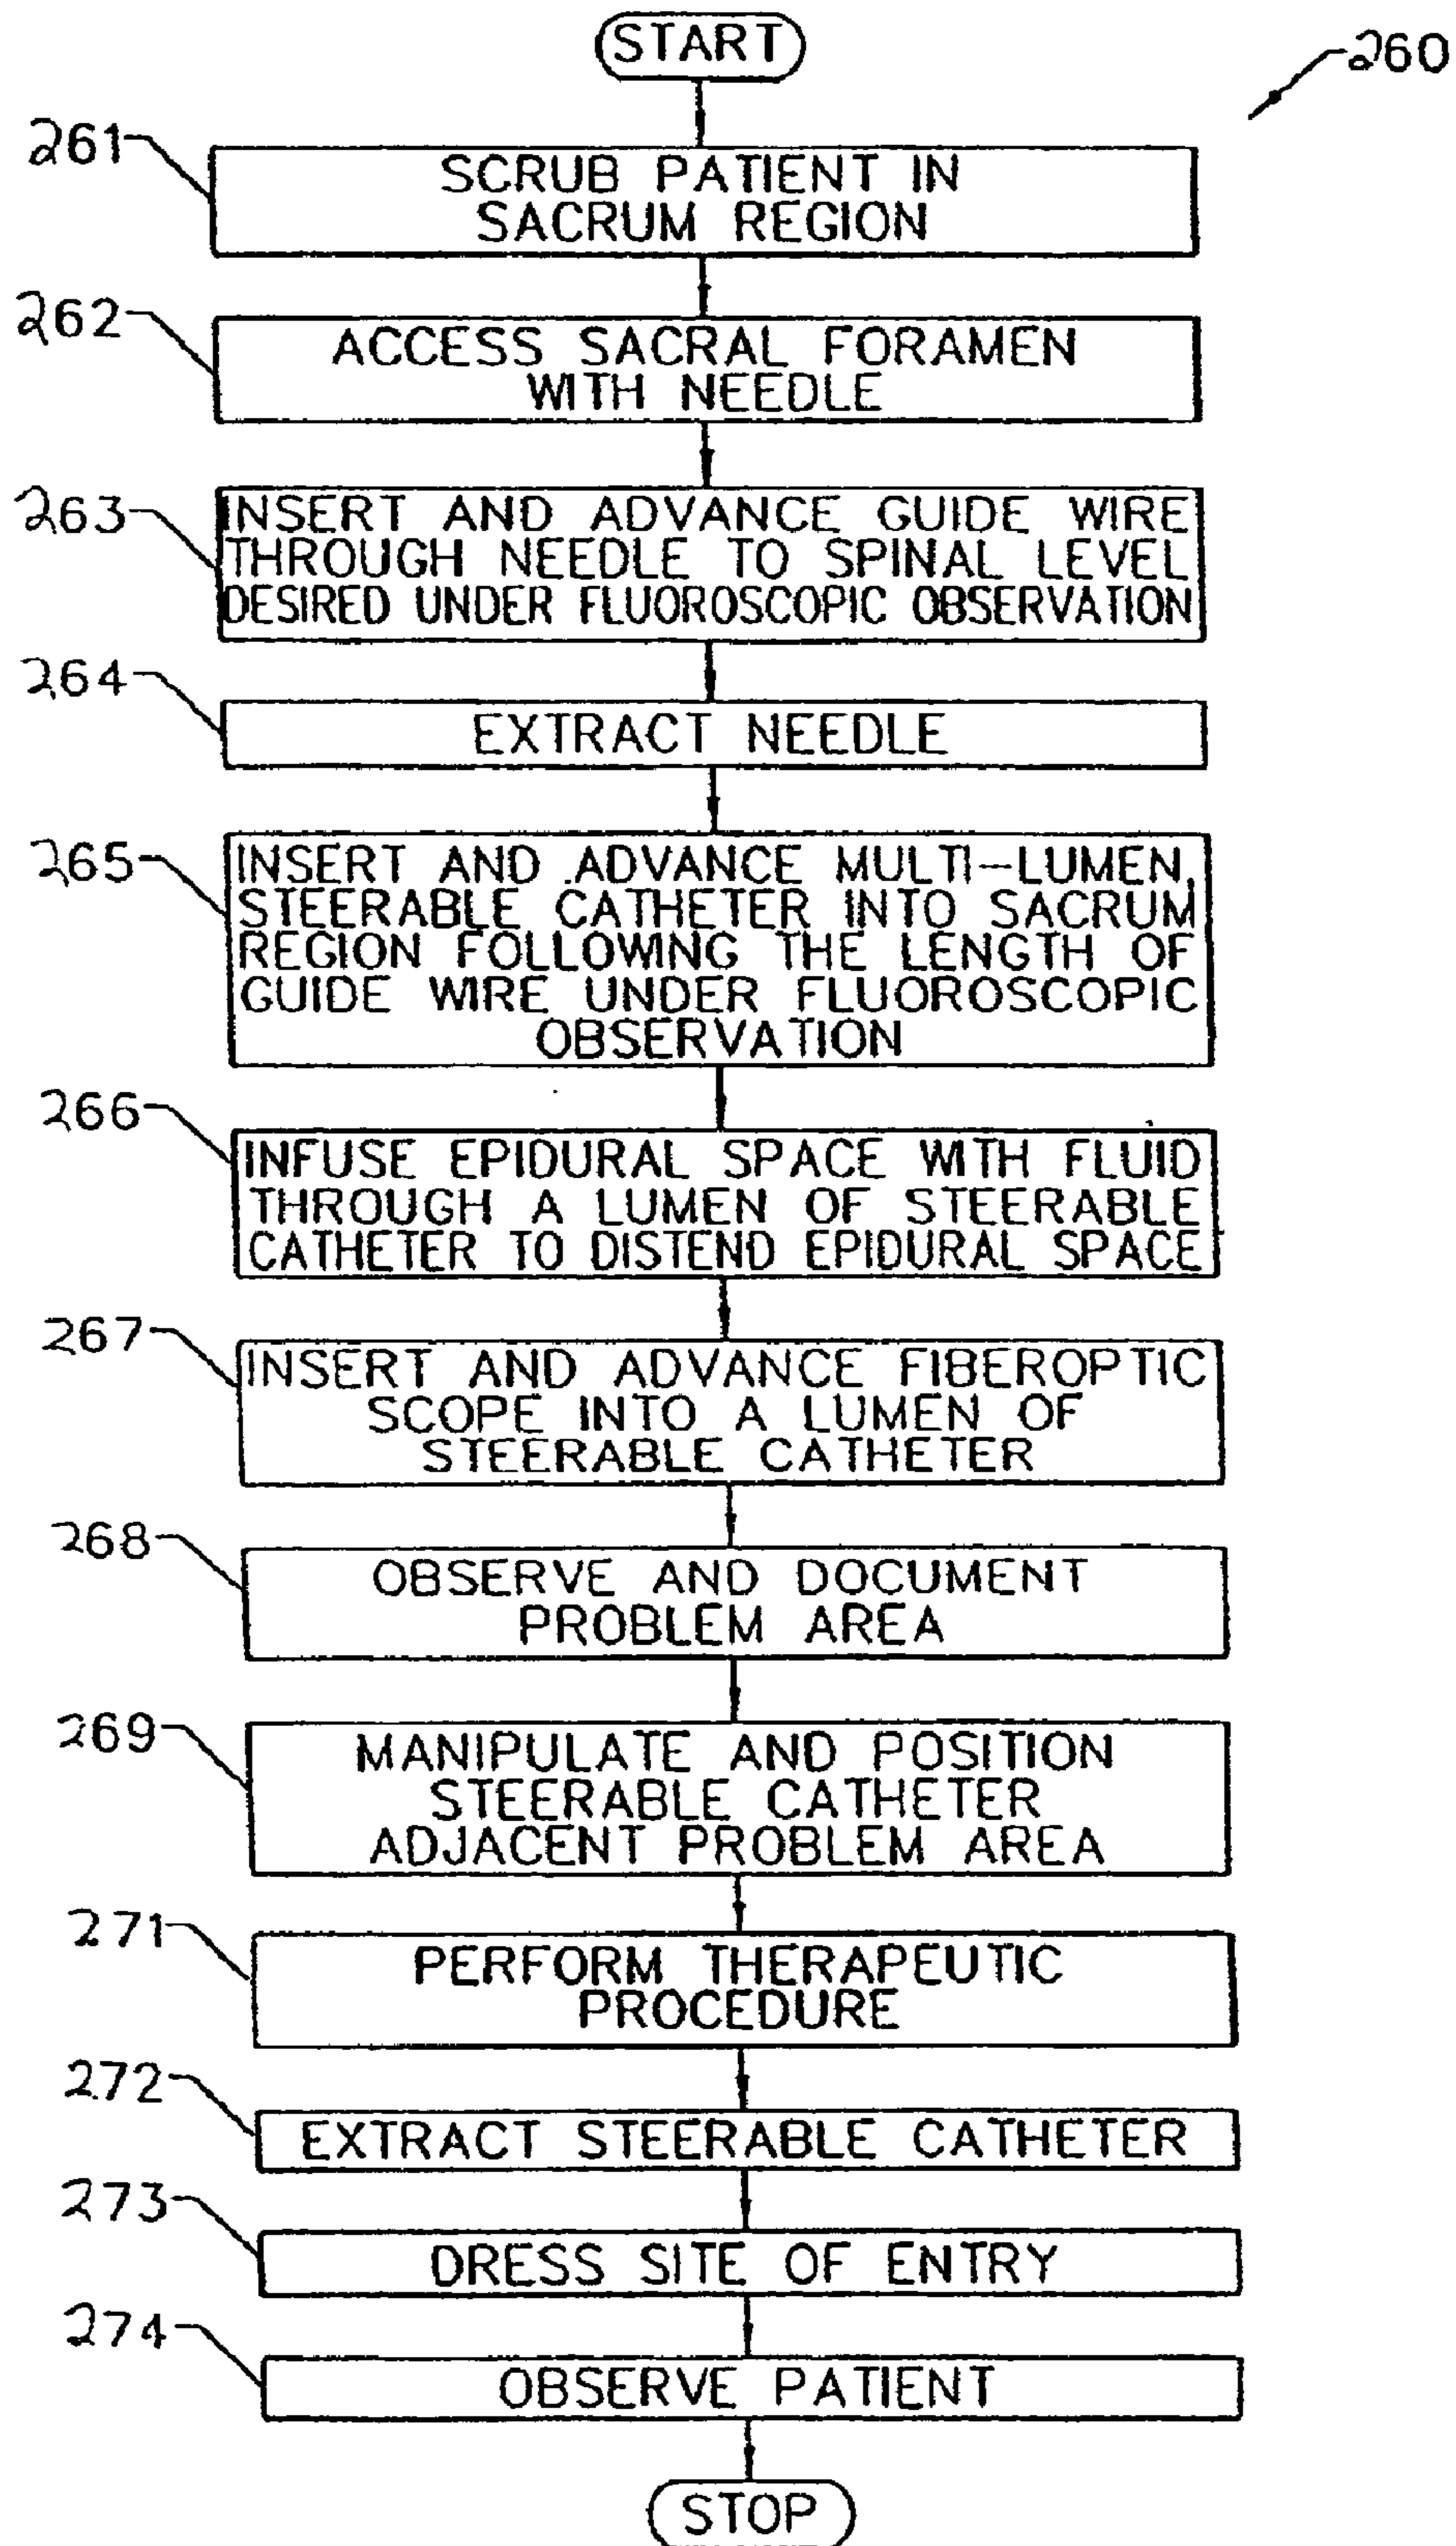 START
260
261
SCRUB PATIENT IN
SACRUM REGION
262
ACCESS SACRAL FORAMEN
WITH NEEDLE
263
INSERT AND ADVANCE GUIDE WIRE
THROUGH NEEDLE TO SPINAL LEVEL
DESIRED UNDER FLUOROSCOPIC OBSERVATION
264
EXTRACT NEEDLE
265
INSERT AND ADVANCE MULTI-LUMEN,
STEERABLE CATHETER INTO SACRUM
REGION FOLLOWING THE LENGTH OF
GUIDE WIRE UNDER FLUOROSCOPIC
OBSERVATION
266
INFUSE EPIDURAL SPACE WITH FLUID
THROUGH A LUMEN OF STEERABLE
CATHETER TO DISTEND EPIDURAL SPACE
267
INSERT AND ADVANCE FIBEROPTIC
SCOPE INTO A LUMEN OF
STEERABLE CATHETER
268
OBSERVE AND DOCUMENT
PROBLEM AREA
269
MANIPULATE AND POSITION
STEERABLE CATHETER
ADJACENT PROBLEM AREA
271
PERFORM THERAPEUTIC
PROCEDURE
272
EXTRACT STEERABLE CATHETER
273
DRESS SITE OF ENTRY
274
OBSERVE PATIENT
STOP